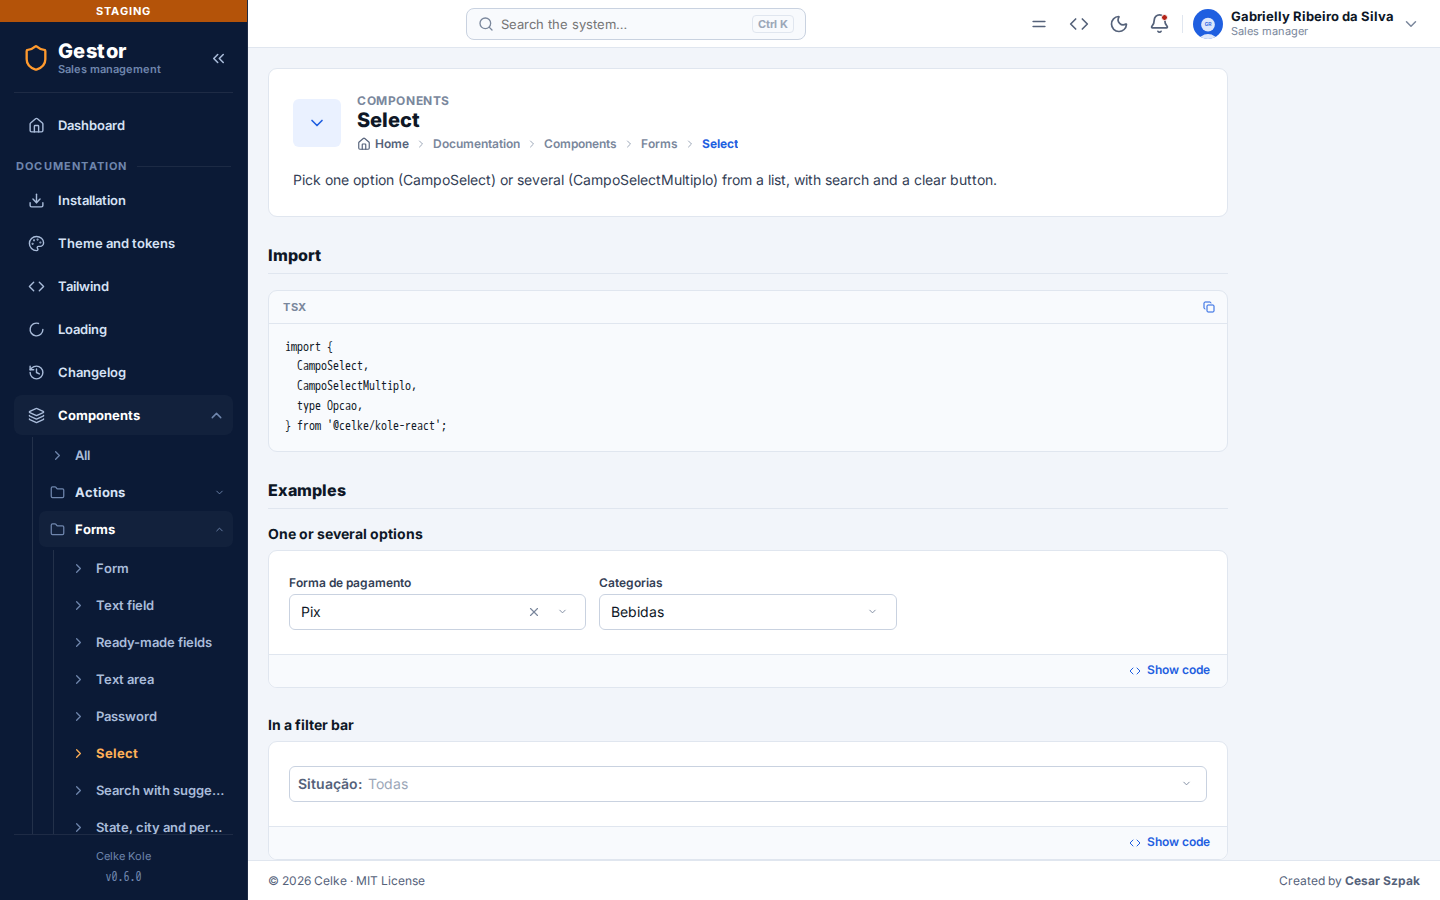 STAGING
Gestor
Sales management
Dashboard
DOCUMENTATION
Installation
Theme and tokens
Tailwind
Loading
Changelog
Components
All
Actions
Forms
Form
Text field
Ready-made fields
Text area
Password
Select
Search with sugge...
State, city and per...
Celke Kole
v0.6.0
Search the system...
Ctrl K
GR
Gabrielly Ribeiro da Silva
Sales manager
COMPONENTS
Select
Home
Documentation
Components
Forms
Select
Pick one option (CampoSelect) or several (CampoSelectMultiplo) from a list, with search and a clear button.
Import
TSX
import {
  CampoSelect,
  CampoSelectMultiplo,
  type Opcao,
} from '@celke/kole-react';
Examples
One or several options
Forma de pagamento
Categorias
Pix
Bebidas
Show code
In a filter bar
Situação: Todas
Show code
© 2026 Celke · MIT License
Created by Cesar Szpak